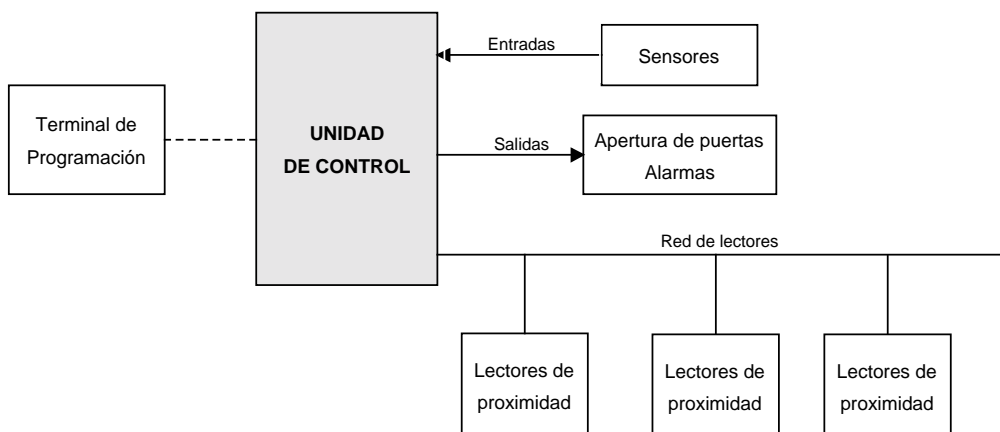 Entradas
Sensores
Terminal de
Programación
UNIDAD
DE CONTROL
Salidas
Apertura de puertas
Alarmas
Red de lectores
Lectores de
proximidad
Lectores de
proximidad
Lectores de
proximidad